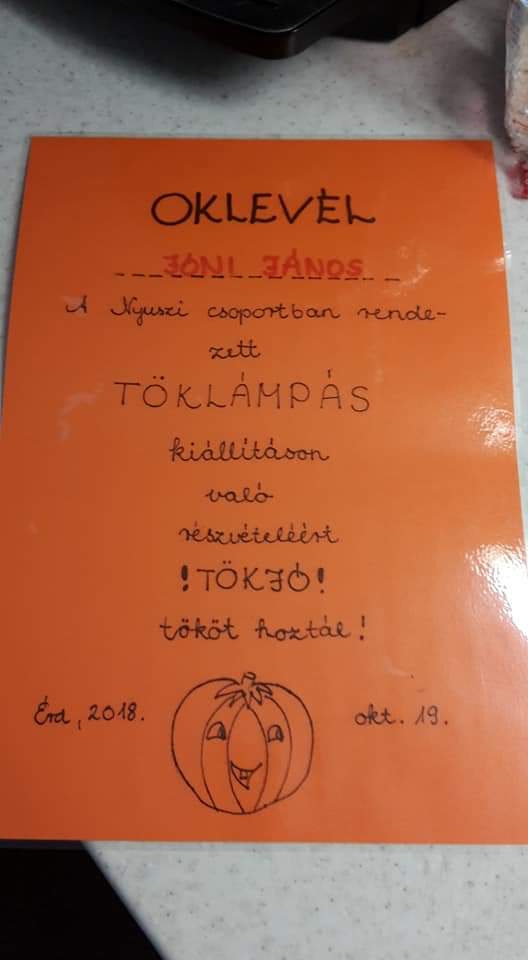 OKLEVÉL
JÓNI JÁNOS
A Nyuszi csoportban rende-
zett
TÖKLÁMPÁS
kiállításon
való
részvételéért
!TÖKJÓ!
tököt hoztál!
Érd, 2018. okt. 19.